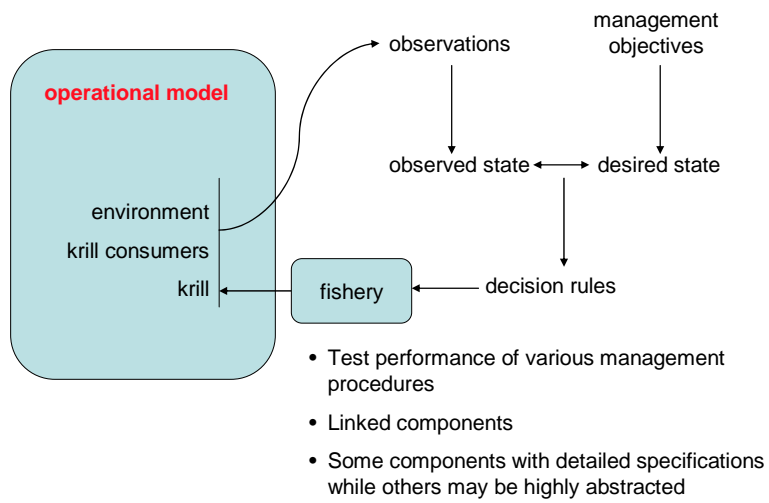 management
objectives
observations
operational model
observed state
desired state
environment
krill consumers
krill
fishery
decision rules
• Test performance of various management
procedures
• Linked components
• Some components with detailed specifications
while others may be highly abstracted